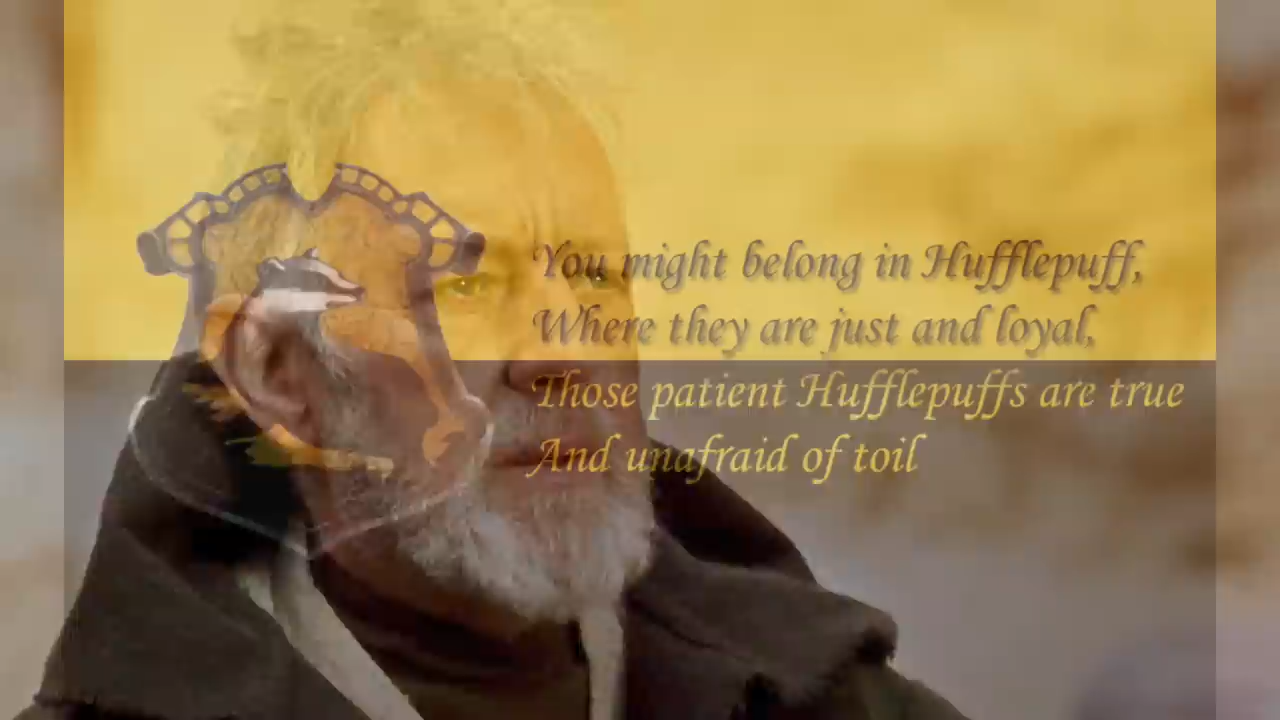 You might belong in Hufflepuff,
Where they are just and loyal,
Those patient Hufflepuffs are true
And unafraid of toil